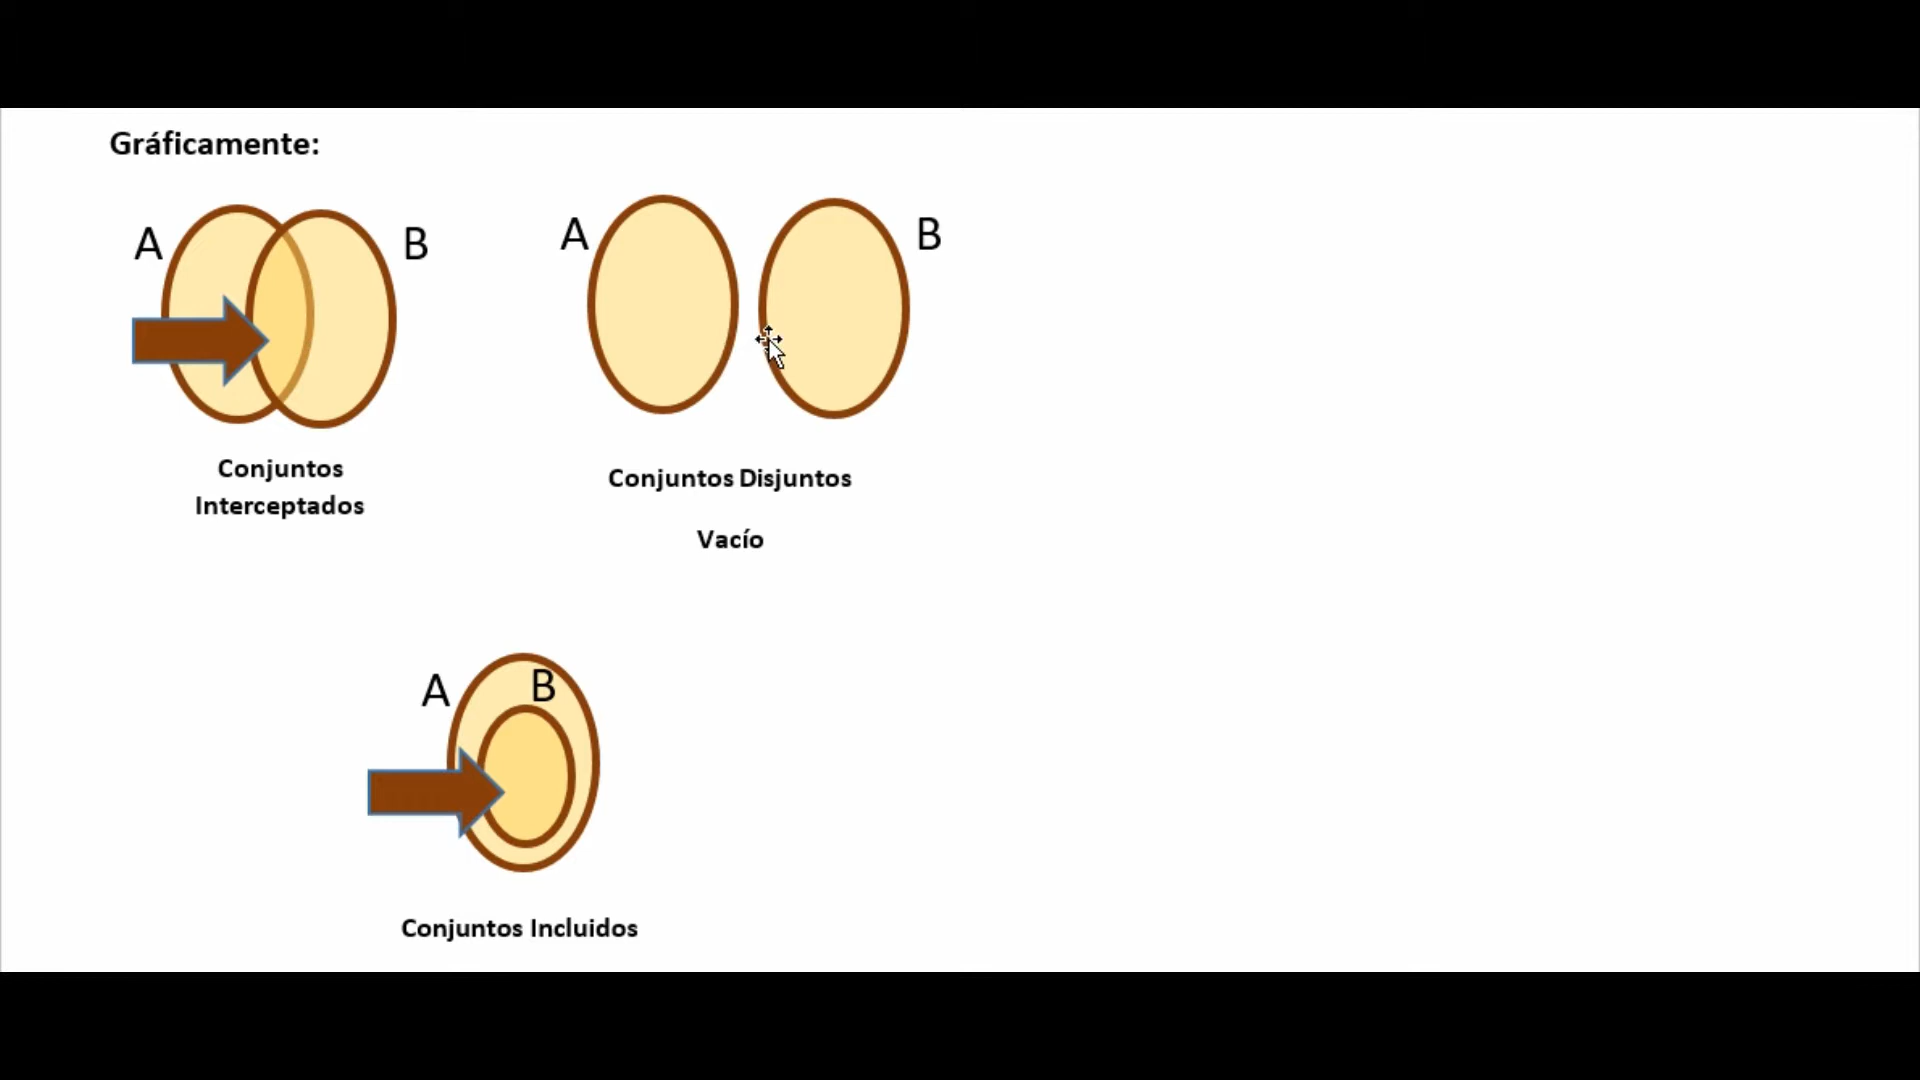 Gráficamente:
A
B
A
B
Conjuntos
Interceptados
Conjuntos Disjuntos
Vacío
A
B
Conjuntos Incluidos